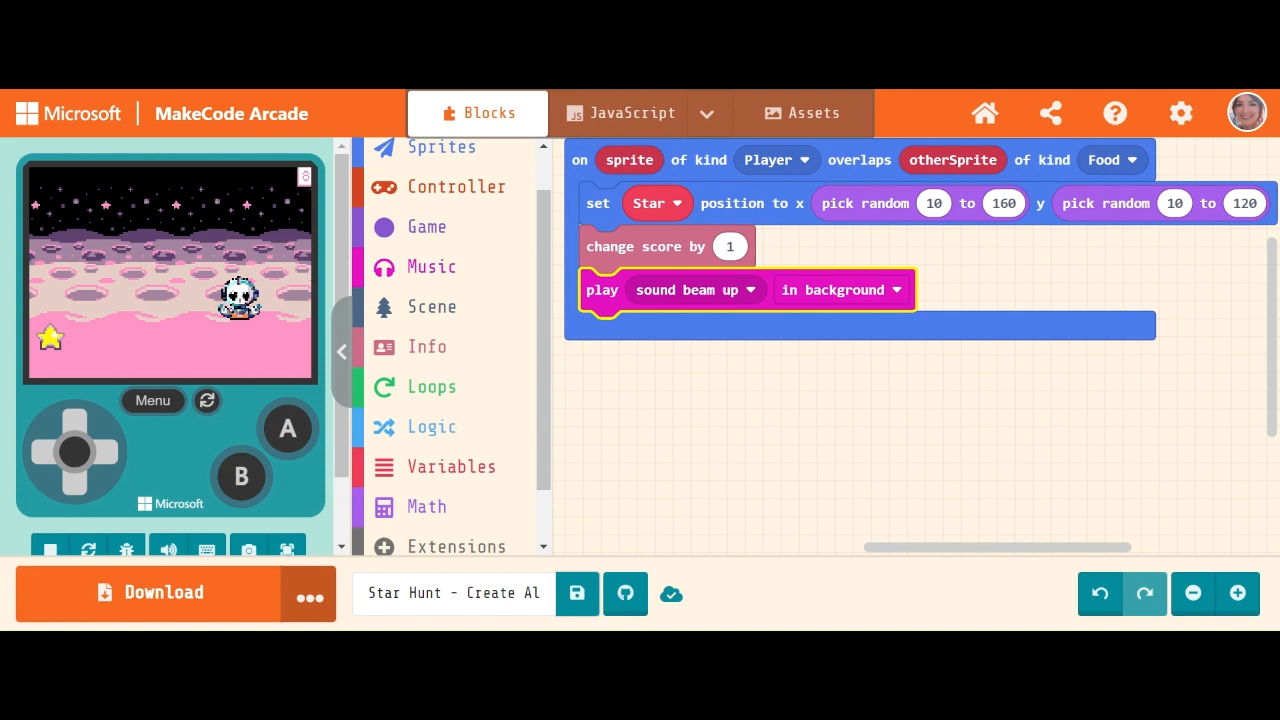 Microsoft | MakeCode Arcade
Blocks
JavaScript
Assets
8
Menu
A
B
Microsoft
Sprites
Controller
Game
Music
Scene
Info
Loops
Logic
Variables
Math
Extensions
on sprite of kind Player overlaps otherSprite of kind Food
set Star position to x pick random 10 to 160 y pick random 10 to 120
change score by 1
play sound beam up in background
Download
Star Hunt - Create Al